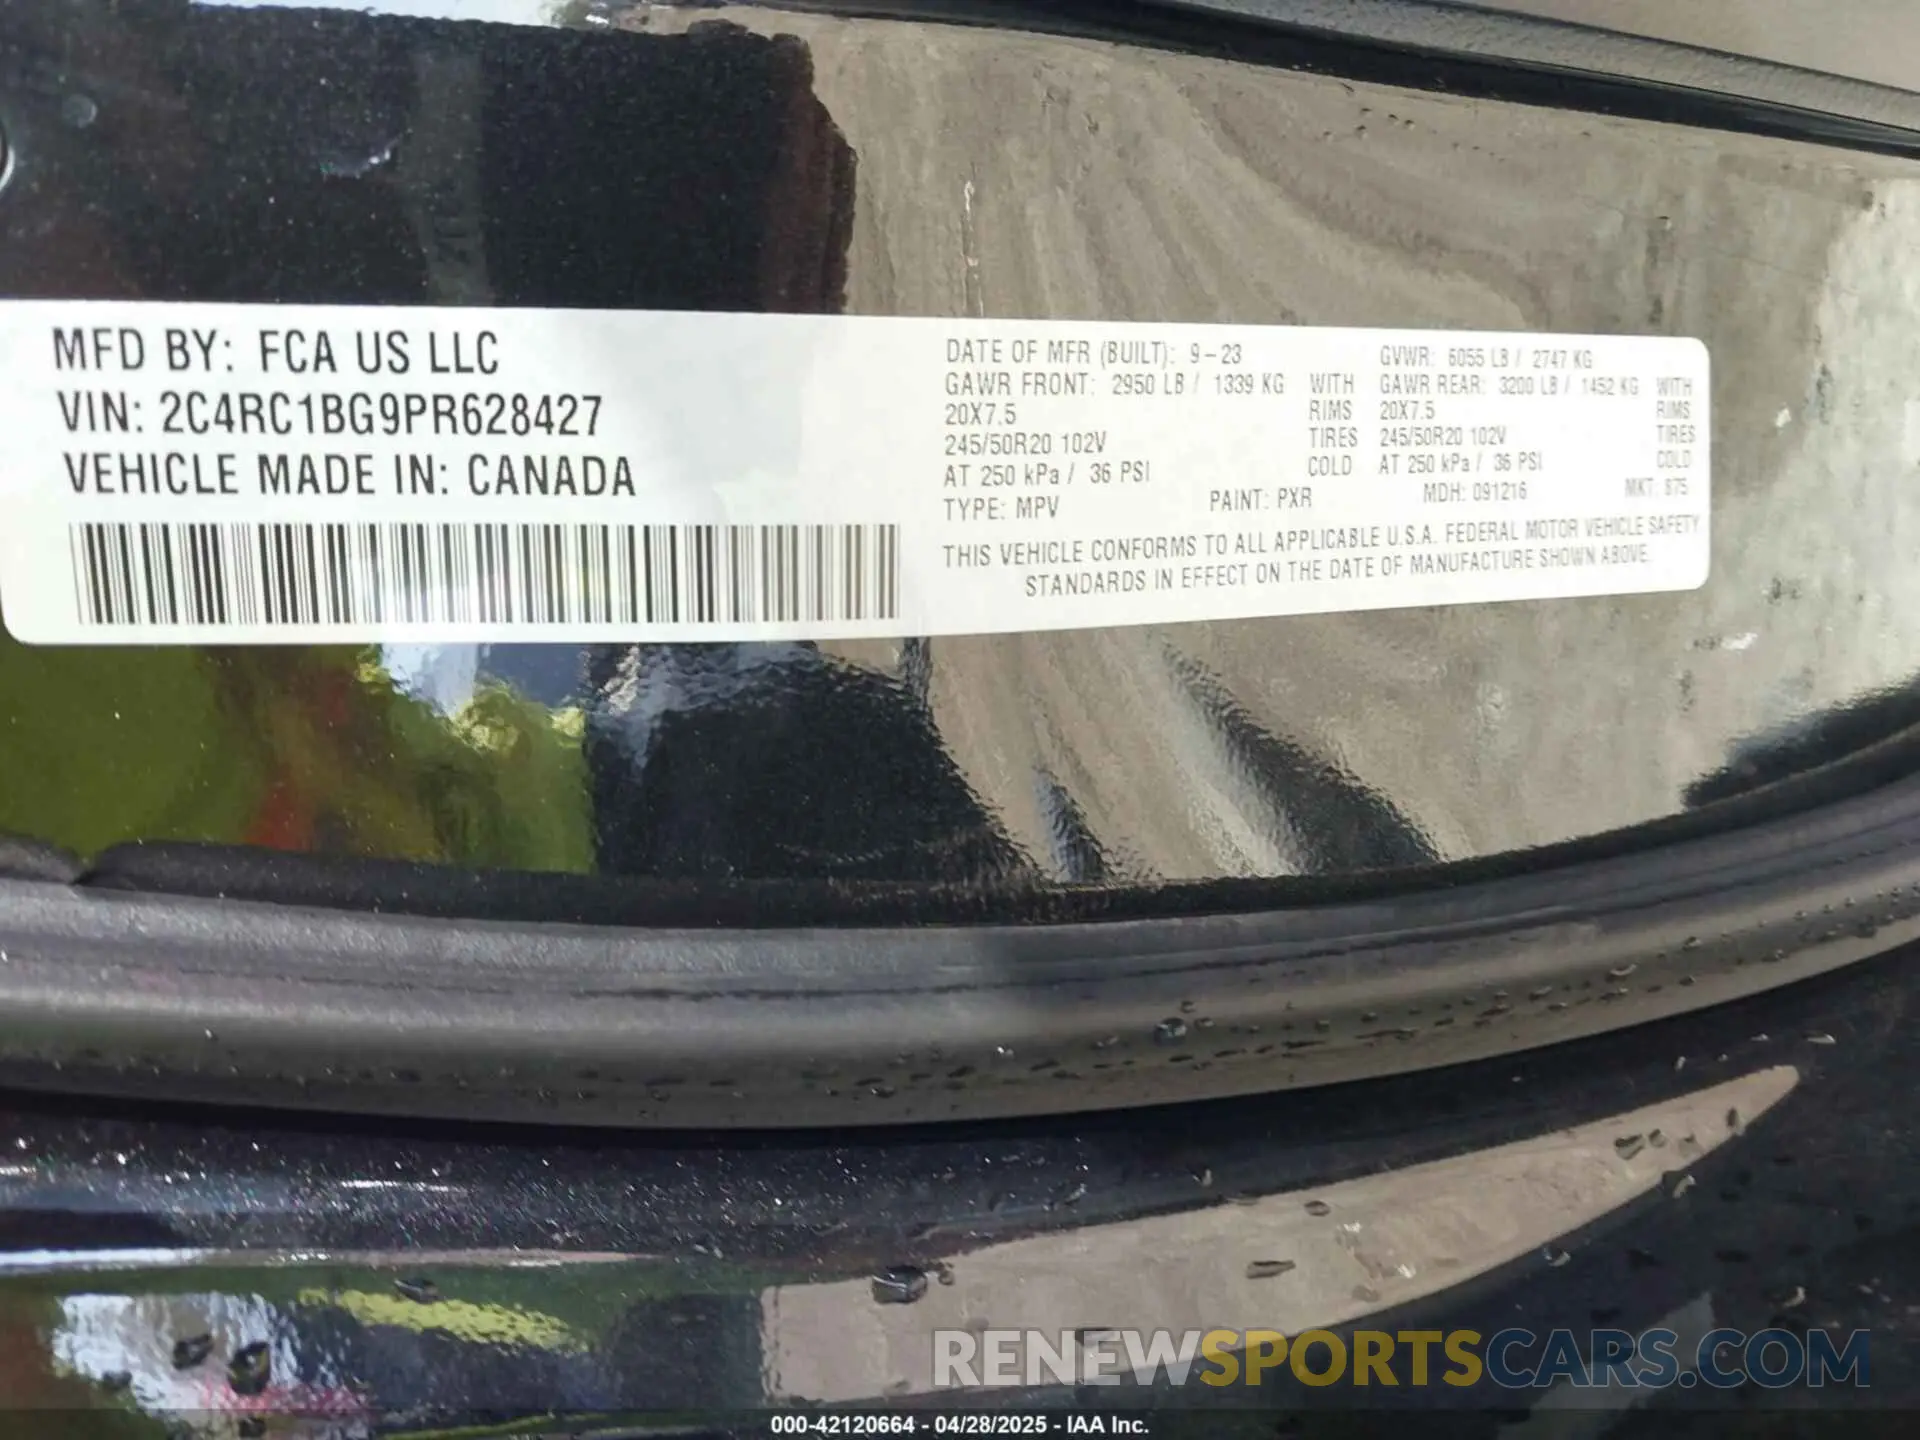 MFD BY: FCA US LLC
VIN: 2C4RC1BG9PR628427
VEHICLE MADE IN: CANADA
DATE OF MFR (BUILT): 9-23 GVWR: 6055 LB / 2747 KG
GAWR FRONT: 2950 LB / 1339 KG WITH GAWR REAR: 3200 LB / 1452 KG WITH
20X7.5 RIMS 20X7.5 RIMS
245/50R20 102V TIRES 245/50R20 102V TIRES
AT 250 kPa / 36 PSI COLD AT 250 kPa / 36 PSI COLD
TYPE: MPV PAINT: PXR MDH: 091216 MKT: 875
THIS VEHICLE CONFORMS TO ALL APPLICABLE U.S.A. FEDERAL MOTOR VEHICLE SAFETY
STANDARDS IN EFFECT ON THE DATE OF MANUFACTURE SHOWN ABOVE.
RENEWSPORTSCARS.COM
000-42120664 - 04/28/2025 - IAA Inc.